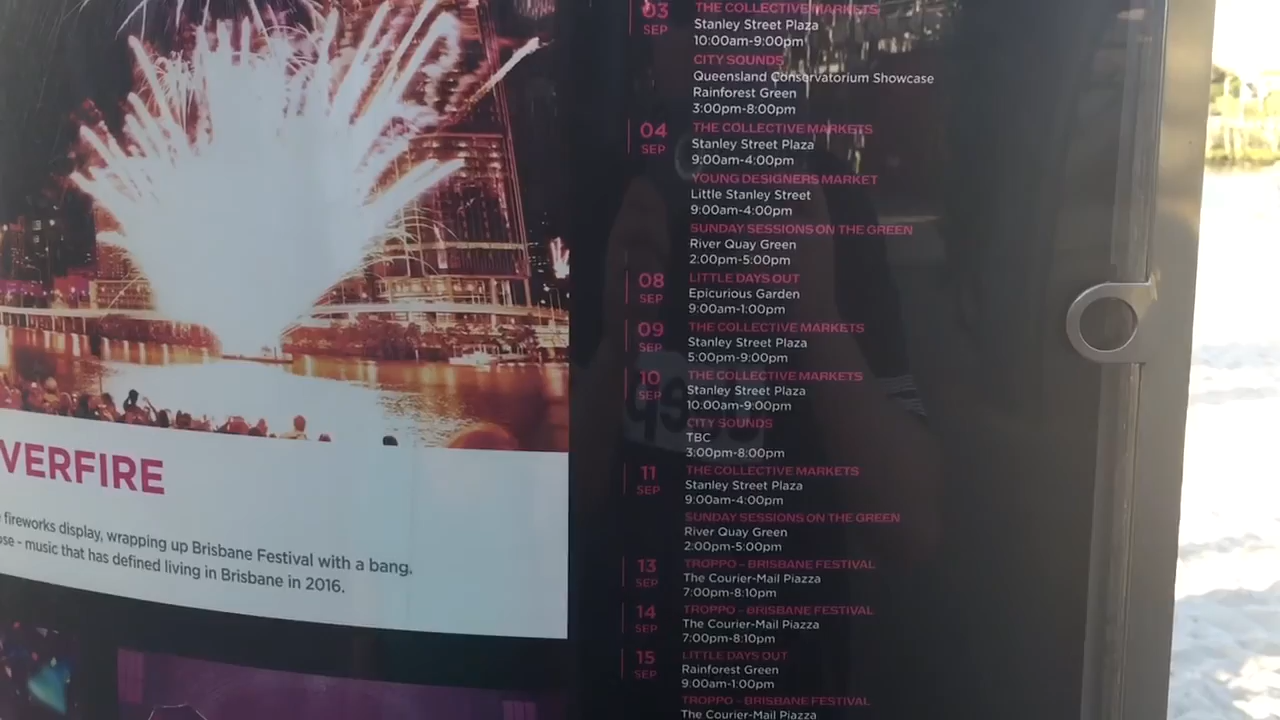 VERFIRE
fireworks display, wrapping up Brisbane Festival with a bang.
- music that has defined living in Brisbane in 2016.
03
SEP
THE COLLECTIVE MARKETS
Stanley Street Plaza
10:00am-9:00pm
CITY SOUNDS
Queensland Conservatorium Showcase
Rainforest Green
3:00pm-8:00pm
04
SEP
THE COLLECTIVE MARKETS
Stanley Street Plaza
9:00am-4:00pm
YOUNG DESIGNERS MARKET
Little Stanley Street
9:00am-4:00pm
SUNDAY SESSIONS ON THE GREEN
River Quay Green
2:00pm-5:00pm
08
SEP
LITTLE DAYS OUT
Epicurious Garden
9:00am-1:00pm
09
SEP
THE COLLECTIVE MARKETS
Stanley Street Plaza
5:00pm-9:00pm
10
SEP
THE COLLECTIVE MARKETS
Stanley Street Plaza
10:00am-9:00pm
CITY SOUNDS
TBC
3:00pm-8:00pm
11
SEP
THE COLLECTIVE MARKETS
Stanley Street Plaza
9:00am-4:00pm
SUNDAY SESSIONS ON THE GREEN
River Quay Green
2:00pm-5:00pm
13
SEP
TROPPO - BRISBANE FESTIVAL
The Courier-Mail Piazza
7:00pm-8:10pm
14
SEP
TROPPO - BRISBANE FESTIVAL
The Courier-Mail Piazza
7:00pm-8:10pm
15
SEP
LITTLE DAYS OUT
Rainforest Green
9:00am-1:00pm
TROPPO - BRISBANE FESTIVAL
The Courier-Mail Piazza